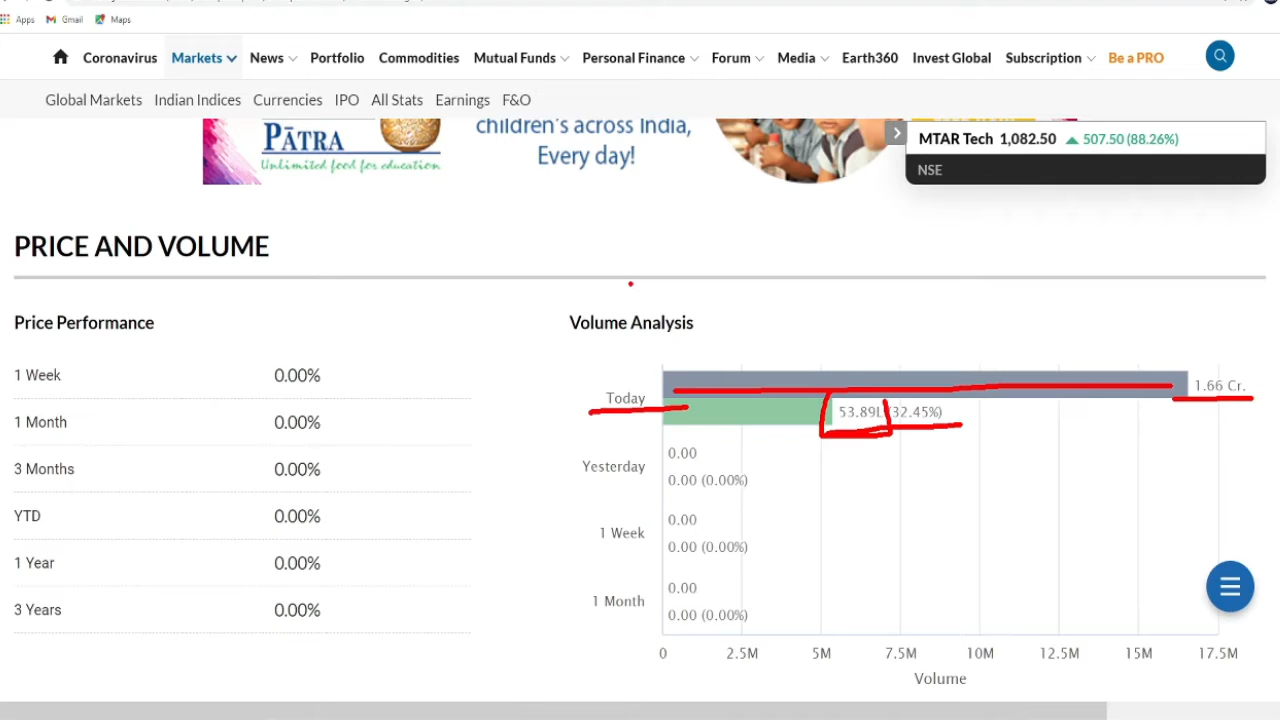 Apps Gmail Maps
Coronavirus Markets News Portfolio Commodities Mutual Funds Personal Finance Forum Media Earth360 Invest Global Subscription Be a PRO
Global Markets Indian Indices Currencies IPO All Stats Earnings F&O
PĀTRA
Unlimited food for education
children's across India,
Every day!
MTAR Tech 1,082.50 507.50 (88.26%)
NSE
PRICE AND VOLUME
Price Performance
1 Week 0.00%
1 Month 0.00%
3 Months 0.00%
YTD 0.00%
1 Year 0.00%
3 Years 0.00%
Volume Analysis
Today 1.66 Cr.
53.89L (32.45%)
Yesterday 0.00
0.00 (0.00%)
1 Week 0.00
0.00 (0.00%)
1 Month 0.00
0.00 (0.00%)
0 2.5M 5M 7.5M 10M 12.5M 15M 17.5M
Volume